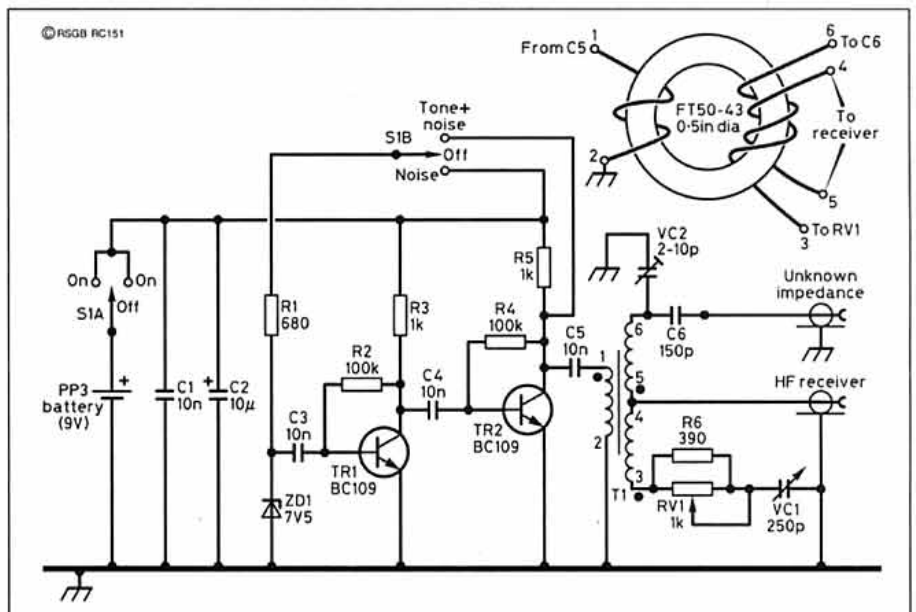 © RSGB RC151
From C5
1
6
To C6
4
FT50-43
0·5in dia
To
receiver
2
5
3
To RV1
Tone+
noise
S1B
Off
Noise
On
On
S1A
Off
R1
680
R3
1k
R5
1k
R4
100k
R2
100k
VC2
2-10p
Unknown
impedance
C5
10n
C6
150p
HF receiver
PP3
battery
(9V)
+
C1
10n
+
C2
10μ
C3
10n
C4
10n
TR1
BC109
TR2
BC109
ZD1
7V5
1
2
6
5
4
3
T1
R6
390
RV1
1k
VC1
250p